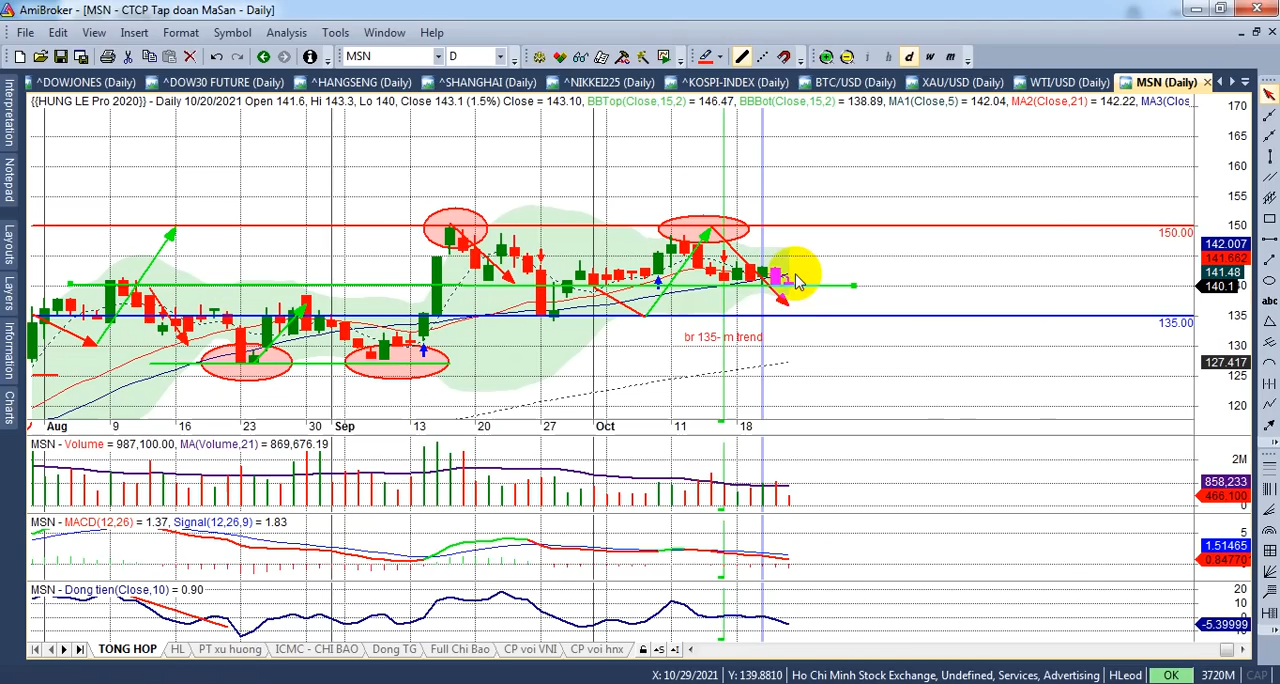 AmiBroker - [MSN - CTCP Tap doan MaSan - Daily]
File Edit View Insert Format Symbol Analysis Tools Window Help
MSN D i h d w m
^DOWJONES (Daily) ^DOW30 FUTURE (Daily) ^HANGSENG (Daily) ^SHANGHAI (Daily) ^NIKKEI225 (Daily) ^KOSPI-INDEX (Daily) BTC/USD (Daily) XAU/USD (Daily) WTI/USD (Daily) MSN (Daily)
{{HUNG LE Pro 2020}} - Daily 10/20/2021 Open 141.6, Hi 143.3, Lo 140, Close 143.1 (1.5%) Close = 143.10, BBTop(Close,15,2) = 146.47, BBBot(Close,15,2) = 138.89, MA1(Close,5) = 142.04, MA2(Close,21) = 142.22, MA3(Clos
Interpretation
Notepad
Layouts
Layers
Information
Charts
170
165
160
155
150
150.00
142.007
141.662
141.48
140.1
135
135.00
130
127.417
125
120
br 135- m trend
Aug 9 16 23 30 Sep 13 20 27 Oct 11 18
MSN - Volume = 987,100.00, MA(Volume,21) = 869,676.19
2M
858,233
466,100
0
MSN - MACD(12,26) = 1.37, Signal(12,26,9) = 1.83
5
1.51465
0.84770
MSN - Dong tien(Close,10) = 0.90
20
10
-5.39999
TONG HOP HL PT xu huong ICMC - CHI BAO Dong TG Full Chi Bao CP voi VNI CP voi hnx
abc
X: 10/29/2021 Y: 139.8810 Ho Chi Minh Stock Exchange, Undefined, Services, Advertising HLeod OK 3720M CAP